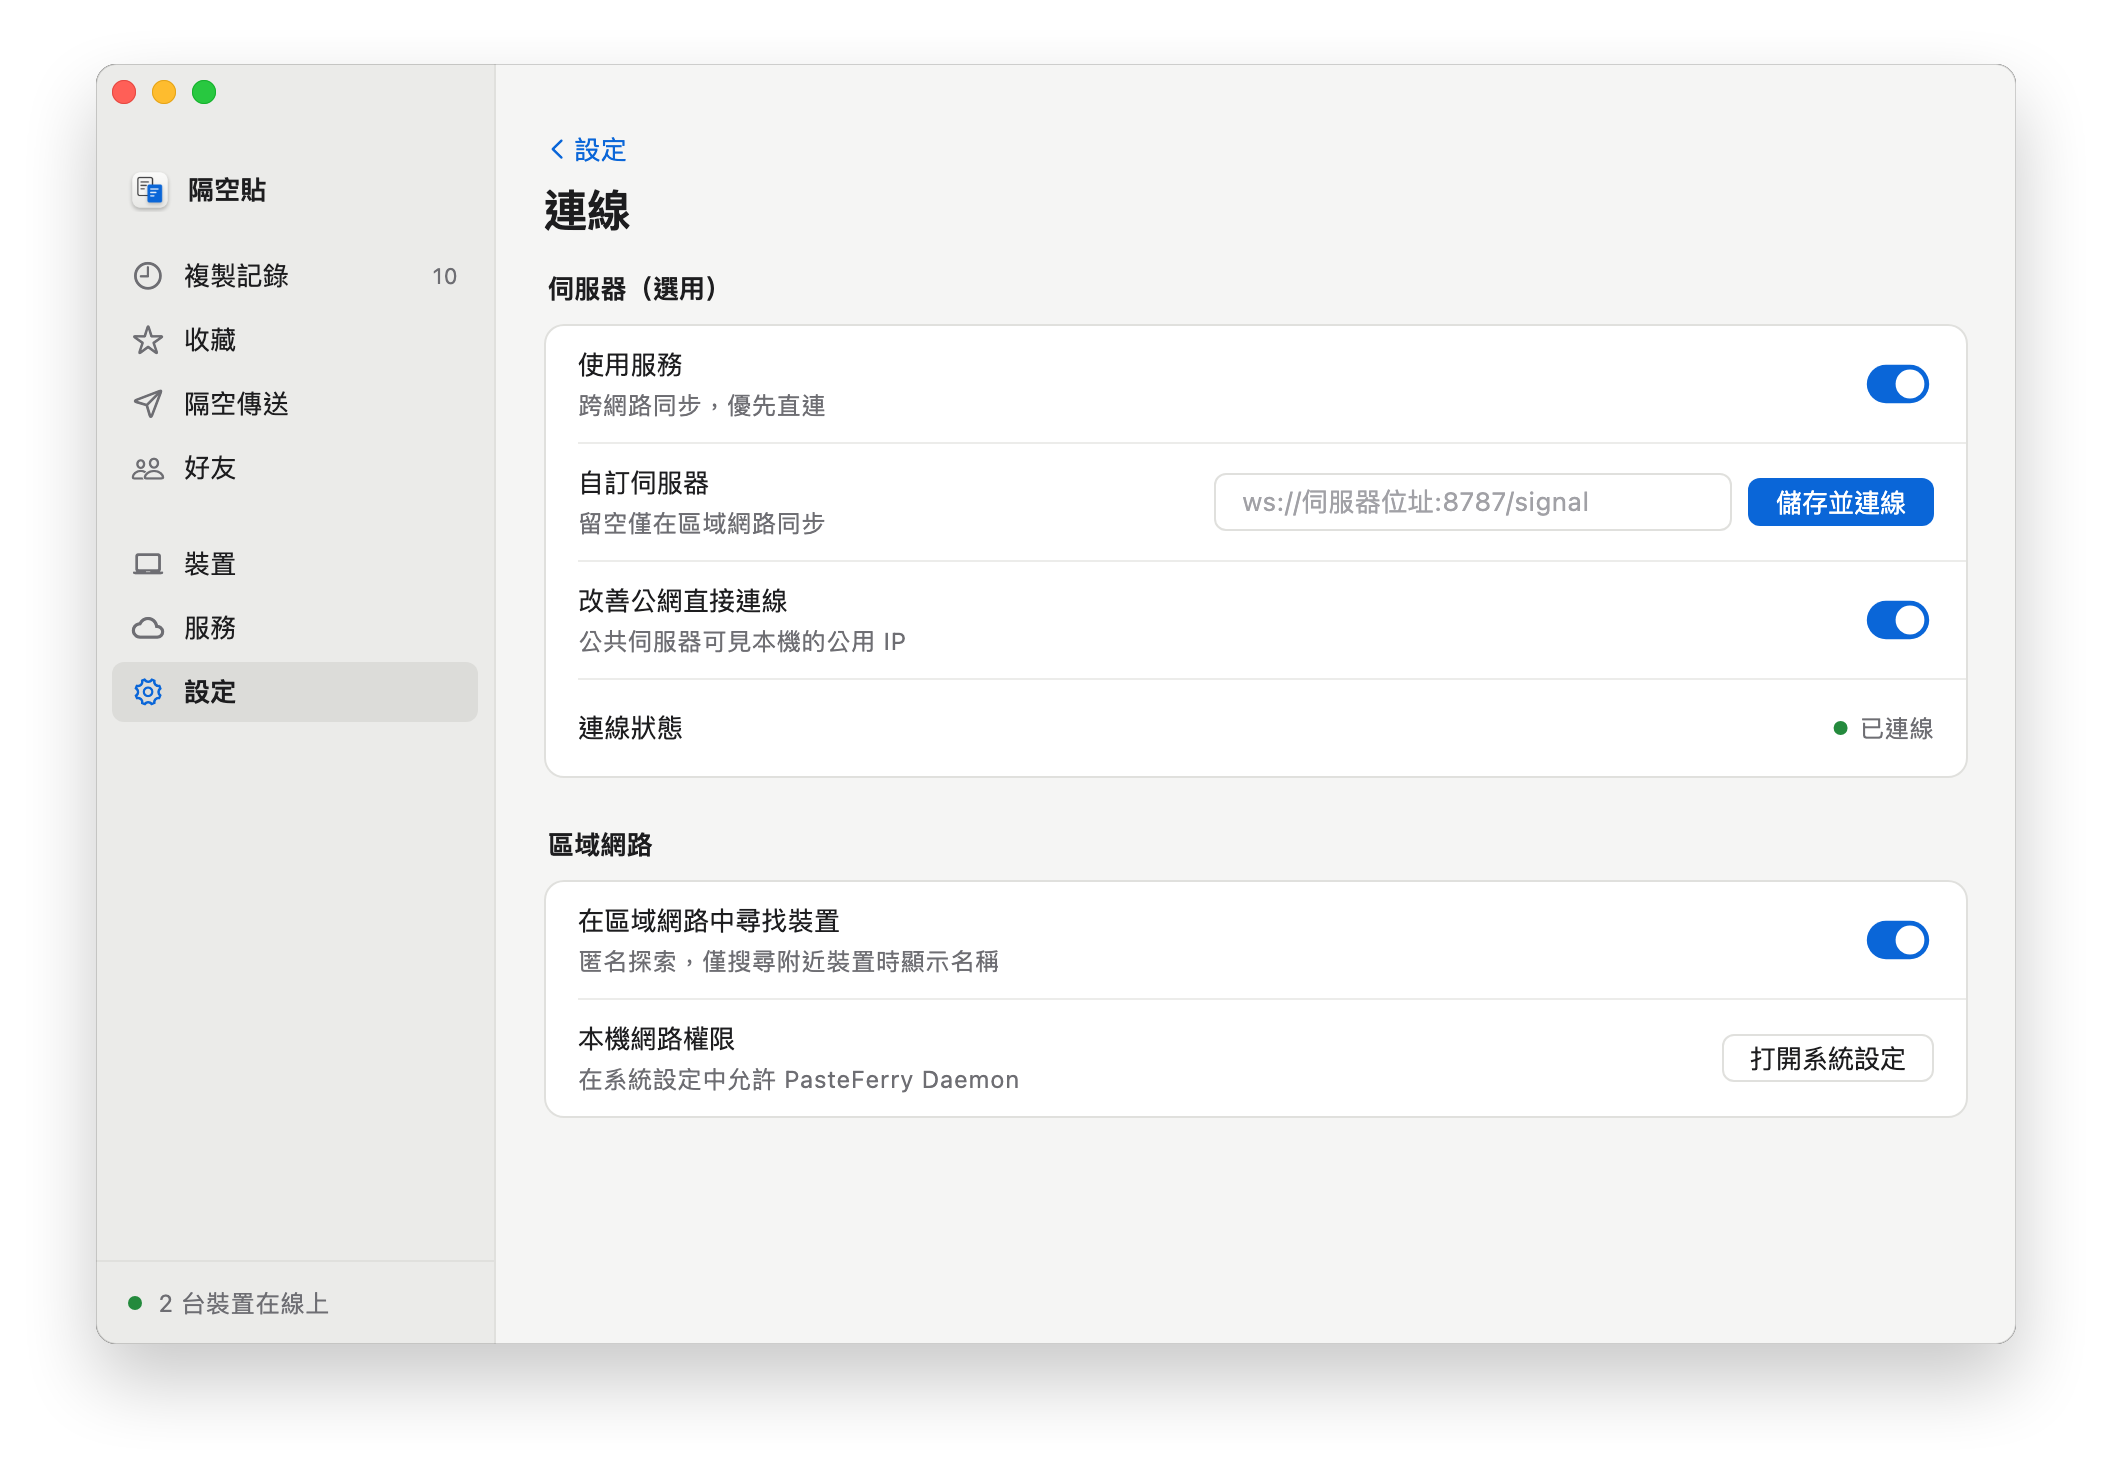 隔空貼
複製記錄 10
收藏
隔空傳送
好友
裝置
服務
設定
2 台裝置在線上
設定
連線
伺服器（選用）
使用服務
跨網路同步，優先直連
自訂伺服器
留空僅在區域網路同步
ws://伺服器位址:8787/signal
儲存並連線
改善公網直接連線
公共伺服器可見本機的公用 IP
連線狀態
已連線
區域網路
在區域網路中尋找裝置
匿名探索，僅搜尋附近裝置時顯示名稱
本機網路權限
在系統設定中允許 PasteFerry Daemon
打開系統設定